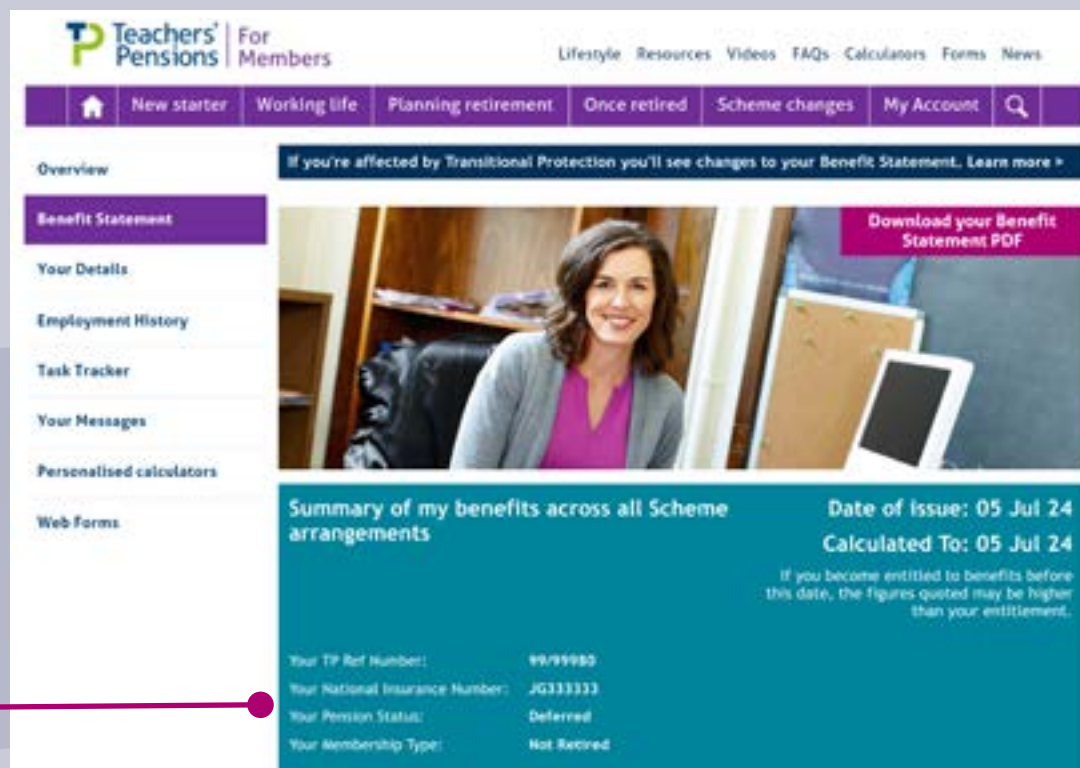 Teachers' Pensions For Members
Lifestyle Resources Videos FAQs Calculators Forms News
New starter Working life Planning retirement Once retired Scheme changes My Account
Overview
If you're affected by Transitional Protection you'll see changes to your Benefit Statement. Learn more >
Benefit Statement
Download your Benefit
Statement PDF
Your Details
Employment History
Task Tracker
Your Messages
Personalised calculators
Web Forms
Summary of my benefits across all Scheme
arrangements
Date of Issue: 05 Jul 24
Calculated To: 05 Jul 24
If you become entitled to benefits before
this date, the figures quoted may be higher
than your entitlement.
Your TP Ref Number: 99/99980
Your National Insurance Number: JG333333
Your Pension Status: Deferred
Your Membership Type: Not Retired